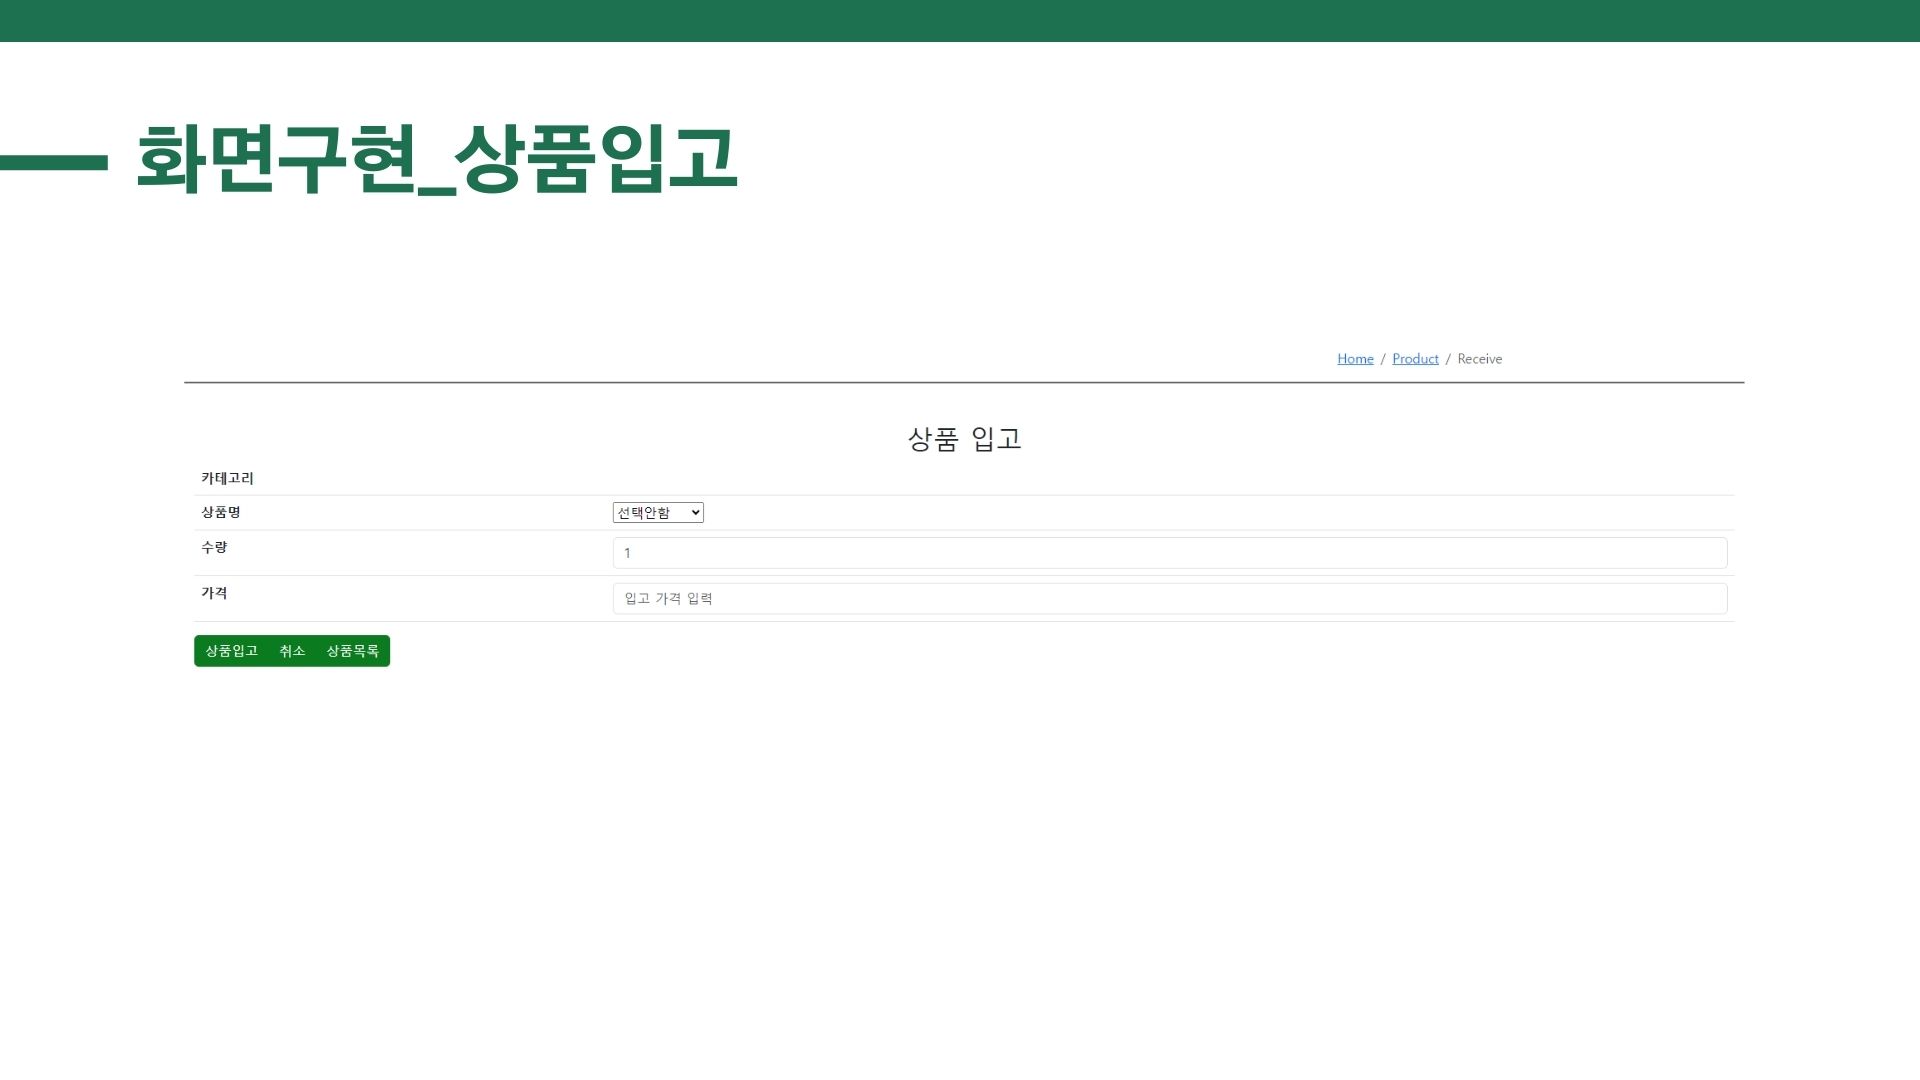 화면구현_상품입고
Home / Product / Receive
상품 입고
카테고리
상품명 선택안함
수량 1
가격 입고 가격 입력
상품입고 취소 상품목록